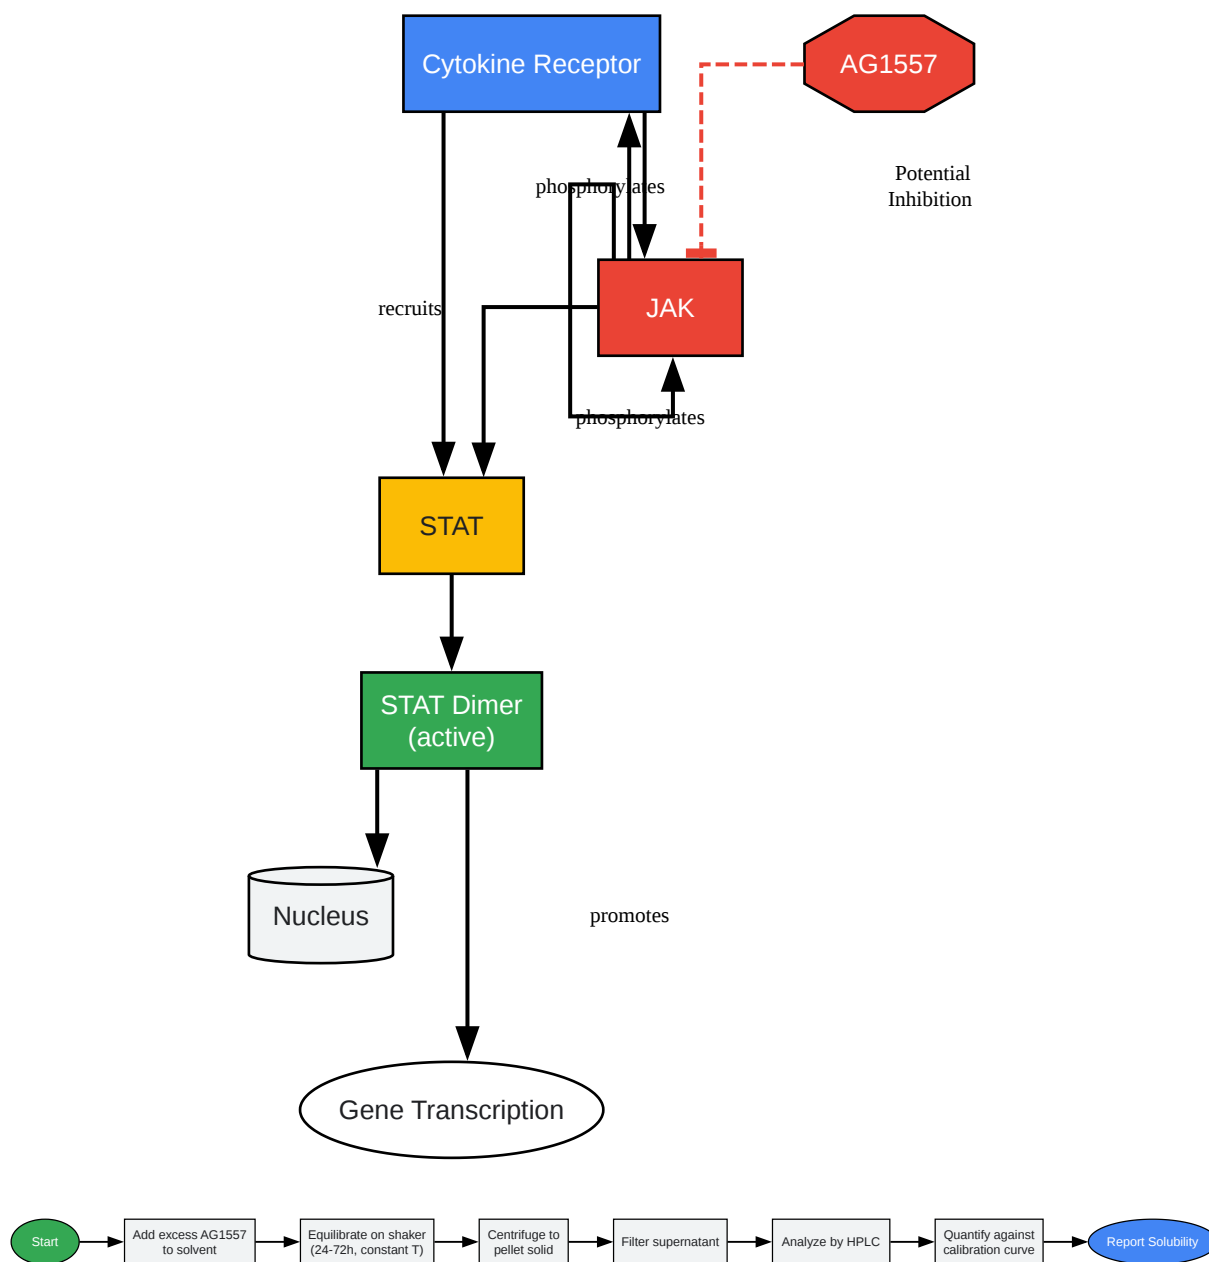 Cytokine Receptor
AG1557
Potential
Inhibition
phosphorylates
JAK
recruits
phosphorylates
STAT
STAT Dimer
(active)
Nucleus
promotes
Gene Transcription
Start
Add excess AG1557
to solvent
Equilibrate on shaker
(24-72h, constant T)
Centrifuge to
pellet solid
Filter supernatant
Analyze by HPLC
Quantify against
calibration curve
Report Solubility